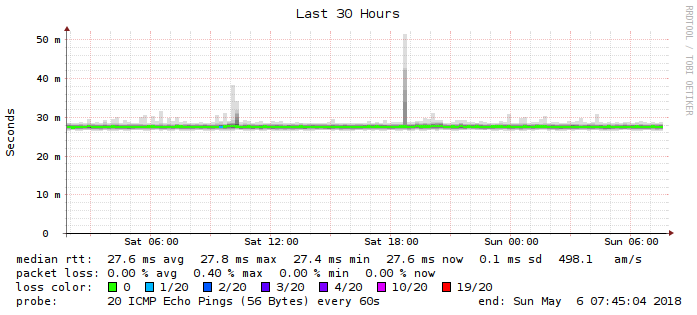 Last 30 Hours
RRDTOOL / TOBI OETIKER
Seconds
50 m
40 m
30 m
20 m
10 m
0
Sat 06:00 Sat 12:00 Sat 18:00 Sun 00:00 Sun 06:00
median rtt: 27.6 ms avg 27.8 ms max 27.4 ms min 27.6 ms now 0.1 ms sd 498.1 am/s
packet loss: 0.00 % avg 0.40 % max 0.00 % min 0.00 % now
loss color: 0 1/20 2/20 3/20 4/20 10/20 19/20
probe: 20 ICMP Echo Pings (56 Bytes) every 60s end: Sun May 6 07:45:04 2018